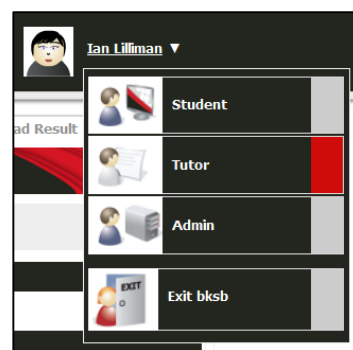 Ian Lilliman ▼
ad Result
Student
Tutor
Admin
EXIT
Exit bksb